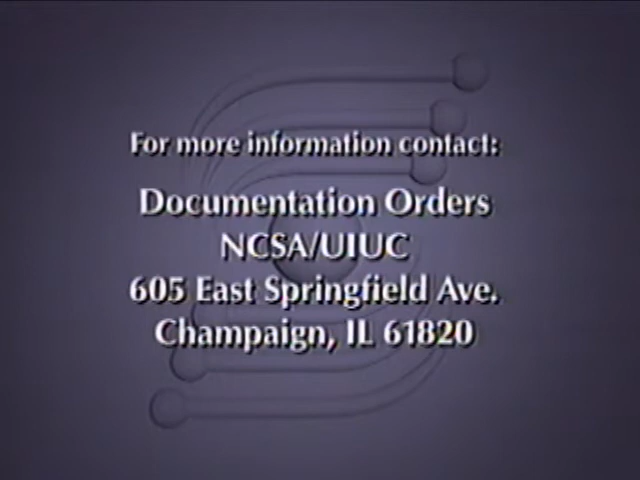 For more information contact:
Documentation Orders
NCSA/UIUC
605 East Springfield Ave.
Champaign, IL 61820